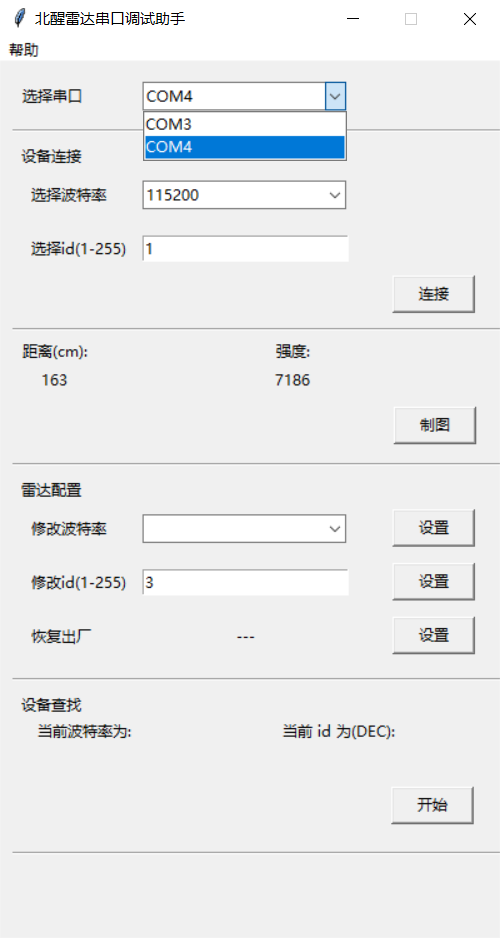 北醒雷达串口调试助手
帮助
选择串口 COM4
COM3
COM4
设备连接
选择波特率 115200
选择id(1-255) 1
连接
距离(cm): 强度:
163 7186
制图
雷达配置
修改波特率 设置
修改id(1-255) 3 设置
恢复出厂 --- 设置
设备查找
当前波特率为: 当前 id 为(DEC):
开始